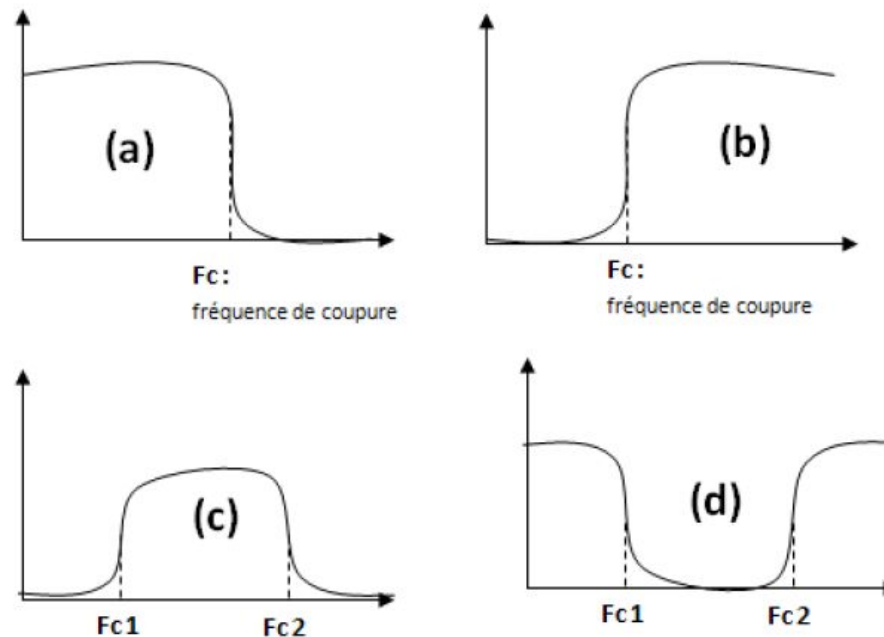 (a)
(b)
Fc:
fréquence de coupure
Fc:
fréquence de coupure
(c)
(d)
Fc1
Fc2
Fc1
Fc2